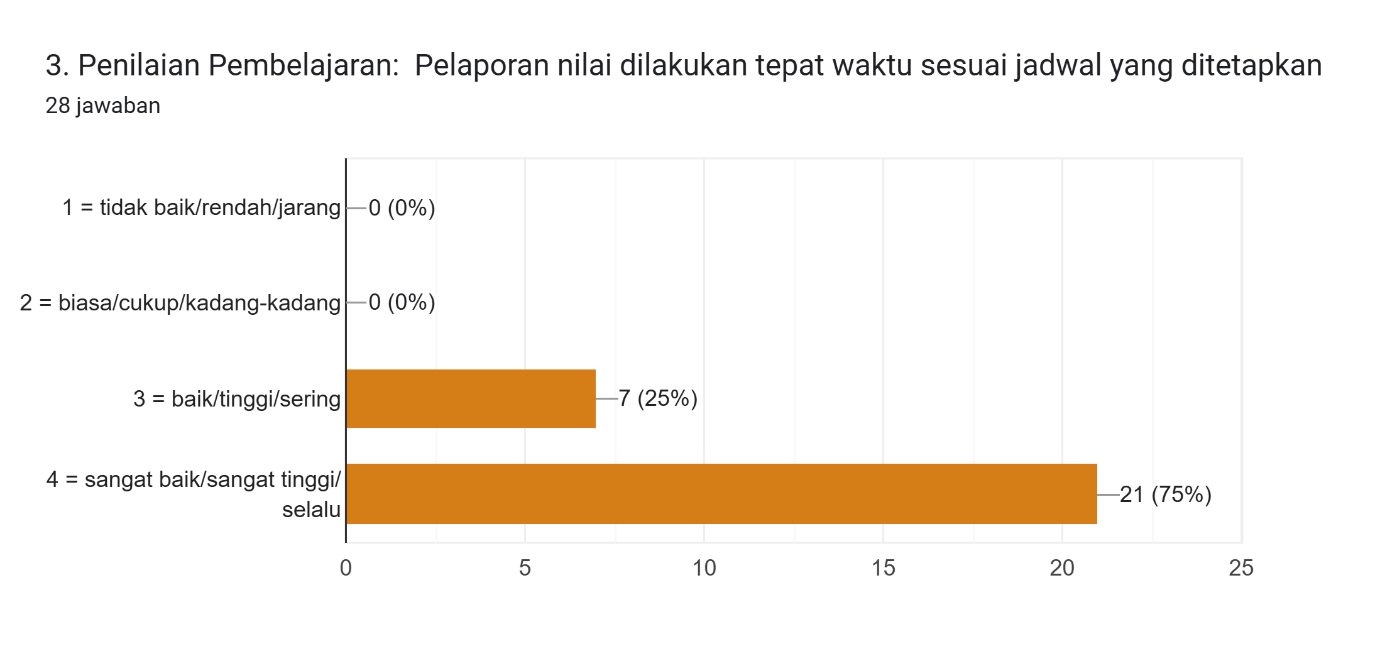 3. Penilaian Pembelajaran:  Pelaporan nilai dilakukan tepat waktu sesuai jadwal yang ditetapkan
28 jawaban
1 = tidak baik/rendah/jarang
0 (0%)
2 = biasa/cukup/kadang-kadang
0 (0%)
3 = baik/tinggi/sering
7 (25%)
4 = sangat baik/sangat tinggi/
selalu
21 (75%)
0 5 10 15 20 25